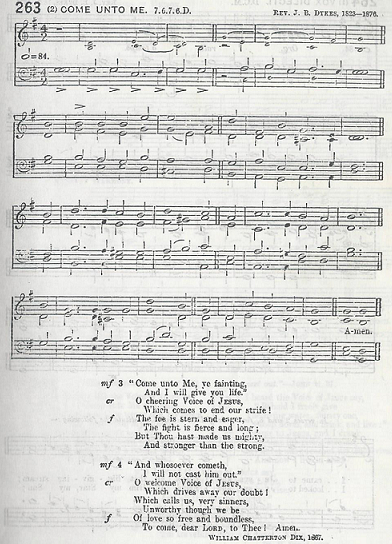 263 (2) COME UNTO ME. 7.6.7.6.D. REV. J. B. DYKES, 1823—1876.
=84.
A-men.
mf 3 “Come unto Me, ye fainting,
And I will give you life.”
cr O cheering Voice of JESUS,
Which comes to end our strife!
f The foe is stern and eager,
The fight is fierce and long;
But Thou hast made us mighty,
And stronger than the strong.
mf 4 “And whosoever cometh,
I will not cast him out.”
cr O welcome Voice of JESUS,
Which drives away our doubt!
Which calls us, very sinners,
Unworthy though we be
f Of love so free and boundless,
To come, dear LORD, to Thee! Amen.
WILLIAM CHATTERTON DIX, 1867.